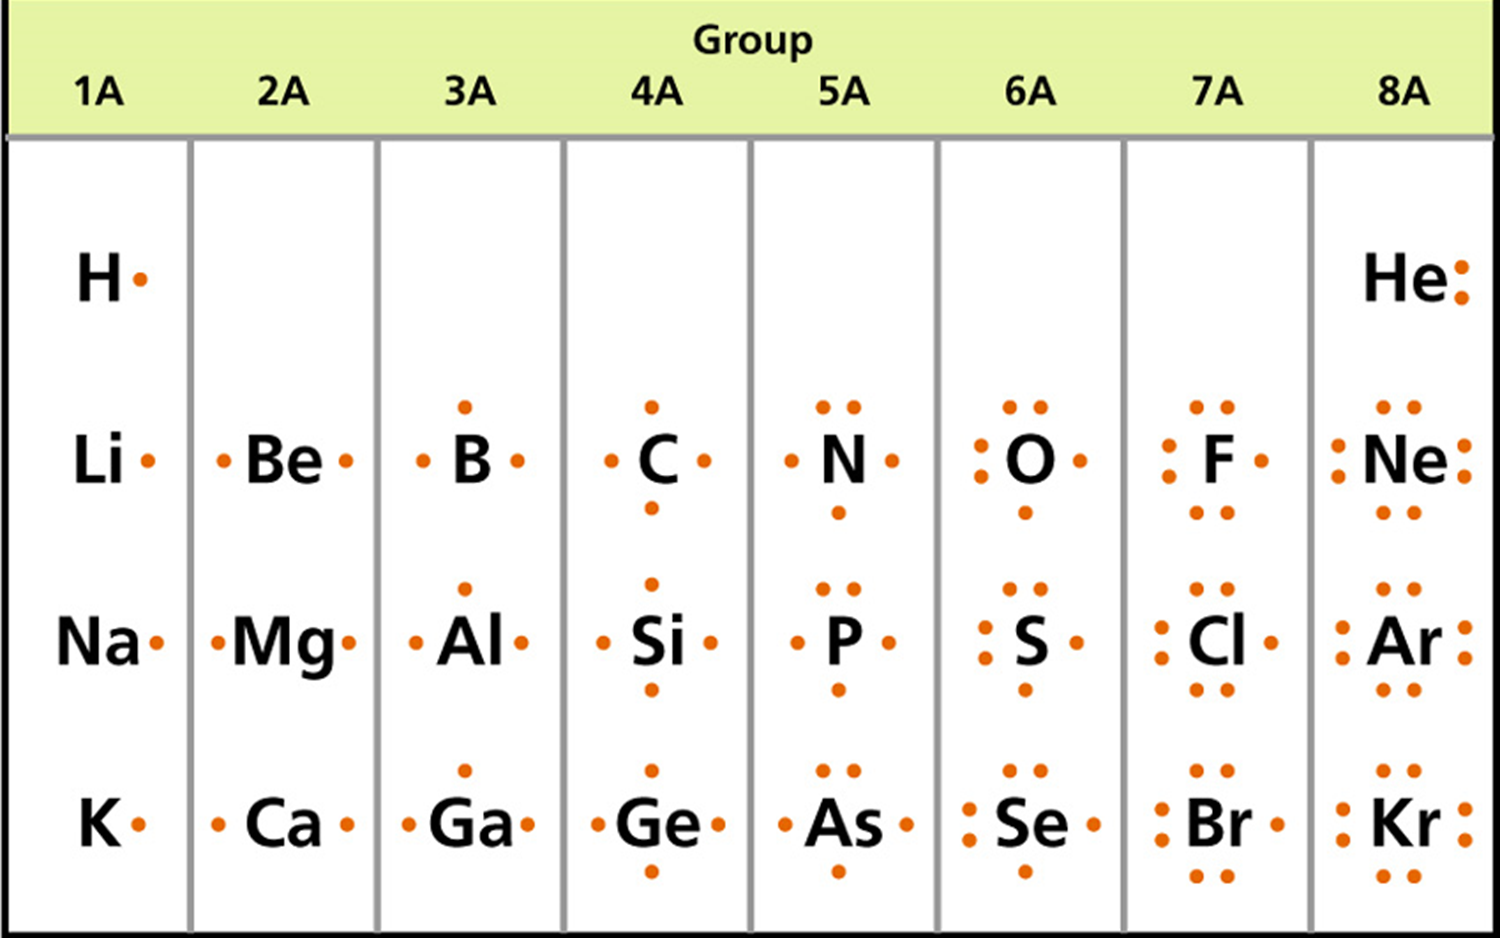 Group
1A 2A 3A 4A 5A 6A 7A 8A
H He
Li Be B C N O F Ne
Na Mg Al Si P S Cl Ar
K Ca Ga Ge As Se Br Kr